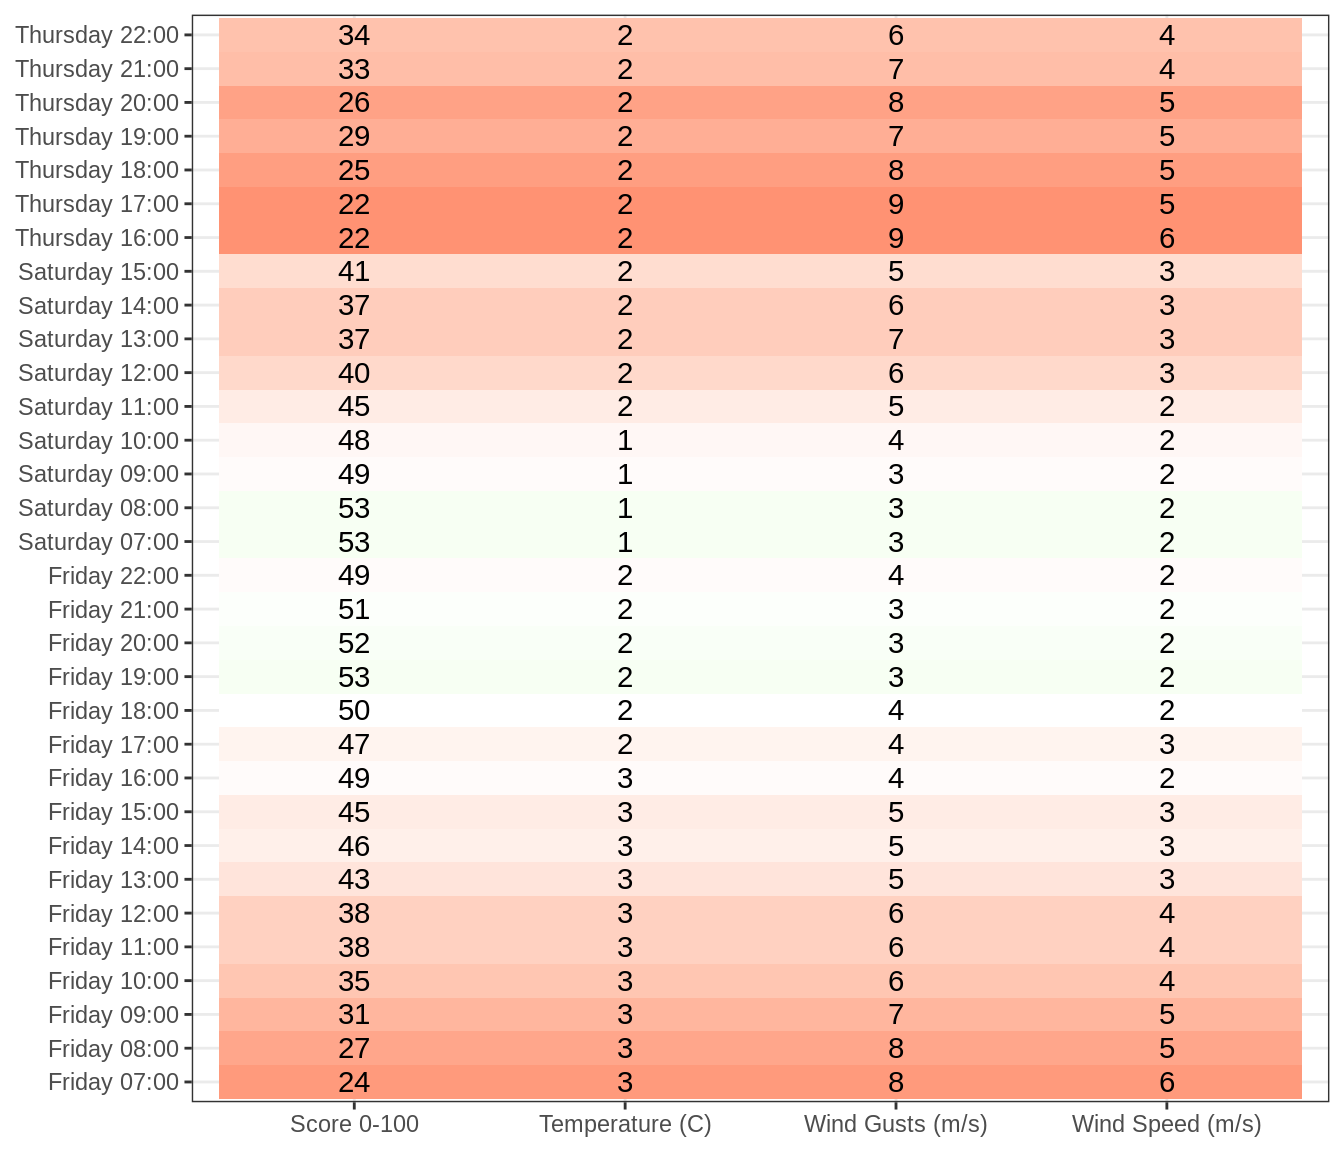 Thursday 22:00 34 2 6 4
Thursday 21:00 33 2 7 4
Thursday 20:00 26 2 8 5
Thursday 19:00 29 2 7 5
Thursday 18:00 25 2 8 5
Thursday 17:00 22 2 9 5
Thursday 16:00 22 2 9 6
Saturday 15:00 41 2 5 3
Saturday 14:00 37 2 6 3
Saturday 13:00 37 2 7 3
Saturday 12:00 40 2 6 3
Saturday 11:00 45 2 5 2
Saturday 10:00 48 1 4 2
Saturday 09:00 49 1 3 2
Saturday 08:00 53 1 3 2
Saturday 07:00 53 1 3 2
Friday 22:00 49 2 4 2
Friday 21:00 51 2 3 2
Friday 20:00 52 2 3 2
Friday 19:00 53 2 3 2
Friday 18:00 50 2 4 2
Friday 17:00 47 2 4 3
Friday 16:00 49 3 4 2
Friday 15:00 45 3 5 3
Friday 14:00 46 3 5 3
Friday 13:00 43 3 5 3
Friday 12:00 38 3 6 4
Friday 11:00 38 3 6 4
Friday 10:00 35 3 6 4
Friday 09:00 31 3 7 5
Friday 08:00 27 3 8 5
Friday 07:00 24 3 8 6
Score 0-100 Temperature (C) Wind Gusts (m/s) Wind Speed (m/s)